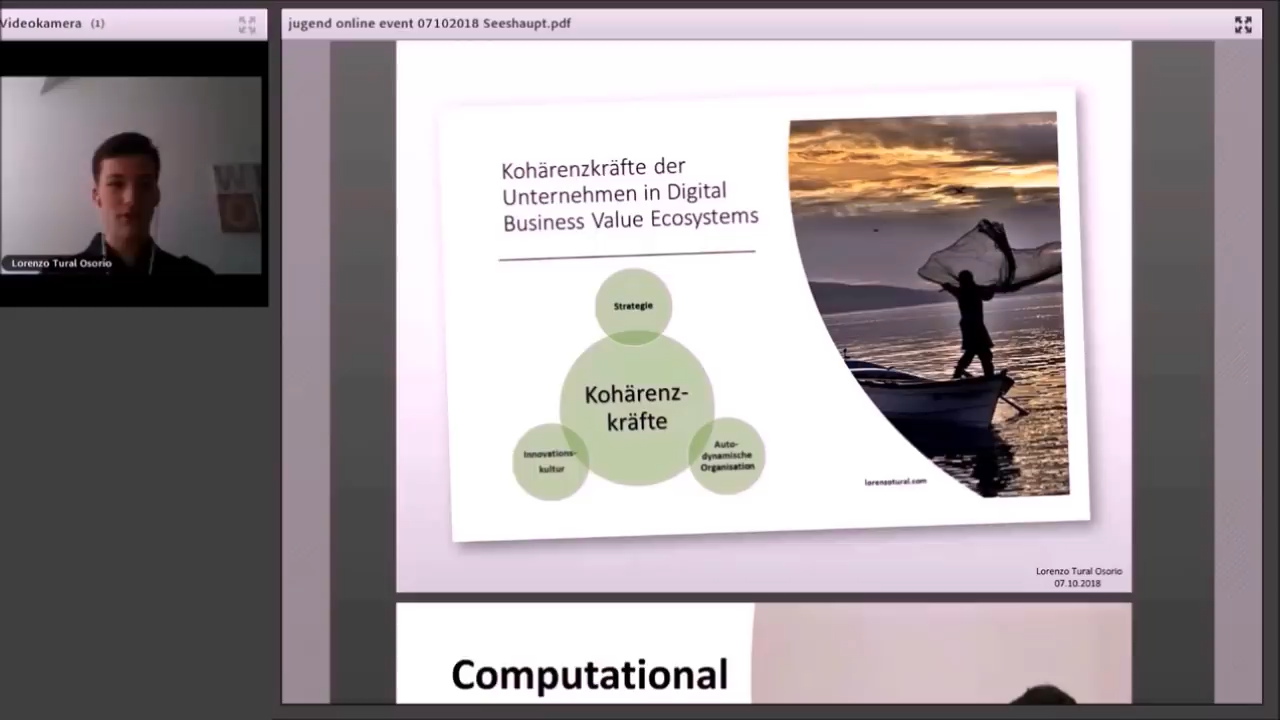 Videokamera (1)
Lorenzo Tural Osorio
jugend online event 07102018 Seeshaupt.pdf
Kohärenzkräfte der
Unternehmen in Digital
Business Value Ecosystems
Strategie
Kohärenz-
kräfte
Innovations-
kultur
Auto-
dynamische
Organisation
lorenzotural.com
Lorenzo Tural Osorio
07.10.2018
Computational